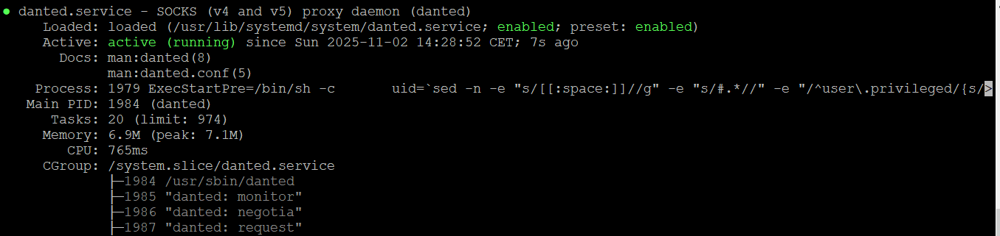 ● danted.service - SOCKS (v4 and v5) proxy daemon (danted)
     Loaded: loaded (/usr/lib/systemd/system/danted.service; enabled; preset: enabled)
     Active: active (running) since Sun 2025-11-02 14:28:52 CET; 7s ago
       Docs: man:danted(8)
             man:danted.conf(5)
    Process: 1979 ExecStartPre=/bin/sh -c       uid=`sed -n -e "s/[[:space:]]//g" -e "s/#.*//" -e "/^user\.privileged/{s/>
   Main PID: 1984 (danted)
      Tasks: 20 (limit: 974)
     Memory: 6.9M (peak: 7.1M)
        CPU: 765ms
     CGroup: /system.slice/danted.service
             ├─1984 /usr/sbin/danted
             ├─1985 "danted: monitor"
             ├─1986 "danted: negotia"
             ├─1987 "danted: request"